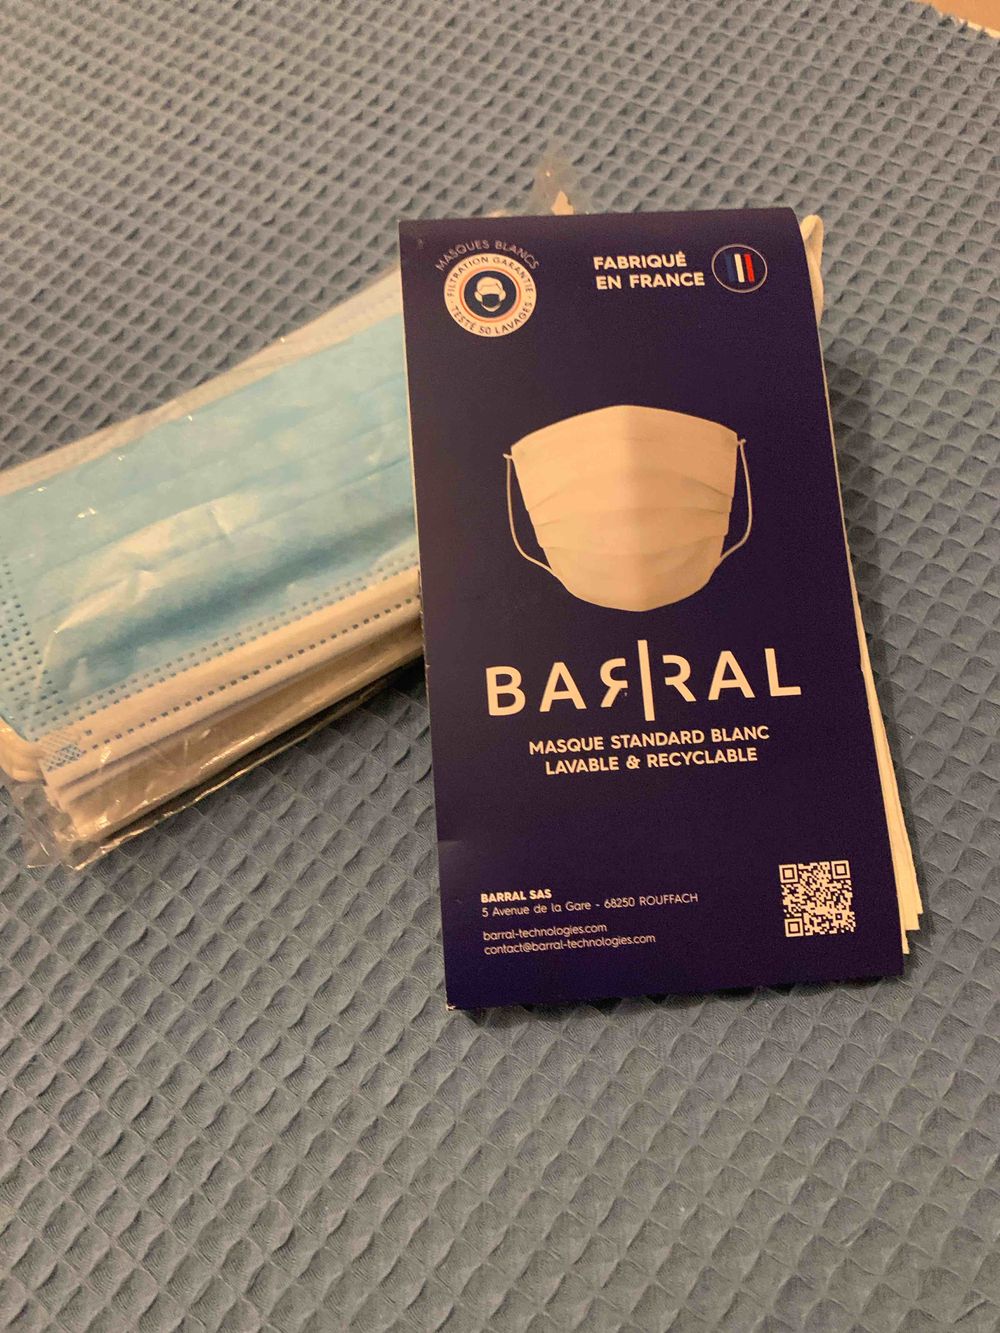 MASQUES BLANCS
FILTRATION GARANTIE
TESTÉ 50 LAVAGES
FABRIQUÉ
EN FRANCE
BARRAL
MASQUE STANDARD BLANC
LAVABLE & RECYCLABLE
BARRAL SAS
5 Avenue de la Gare - 68250 ROUFFACH
barral-technologies.com
contact@barral-technologies.com